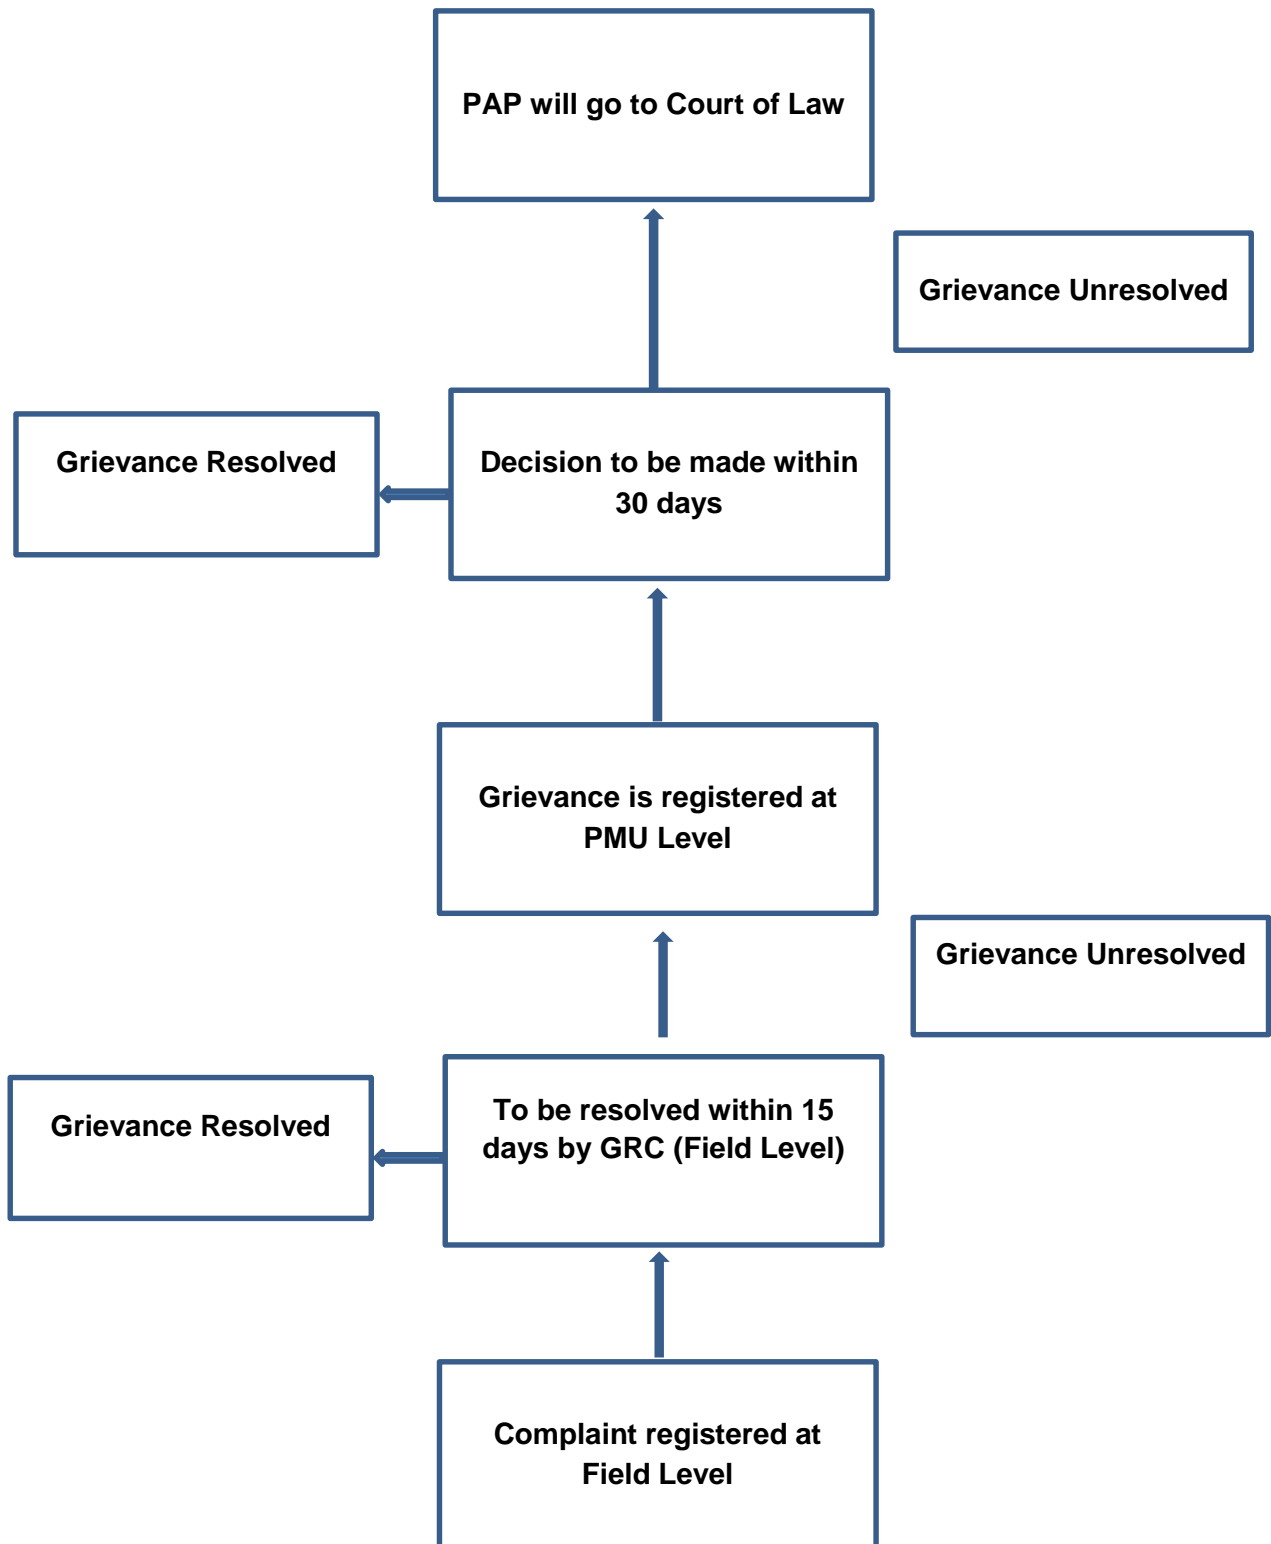 PAP will go to Court of Law
Grievance Unresolved
Grievance Resolved
Decision to be made within
30 days
Grievance is registered at
PMU Level
Grievance Unresolved
Grievance Resolved
To be resolved within 15
days by GRC (Field Level)
Complaint registered at
Field Level